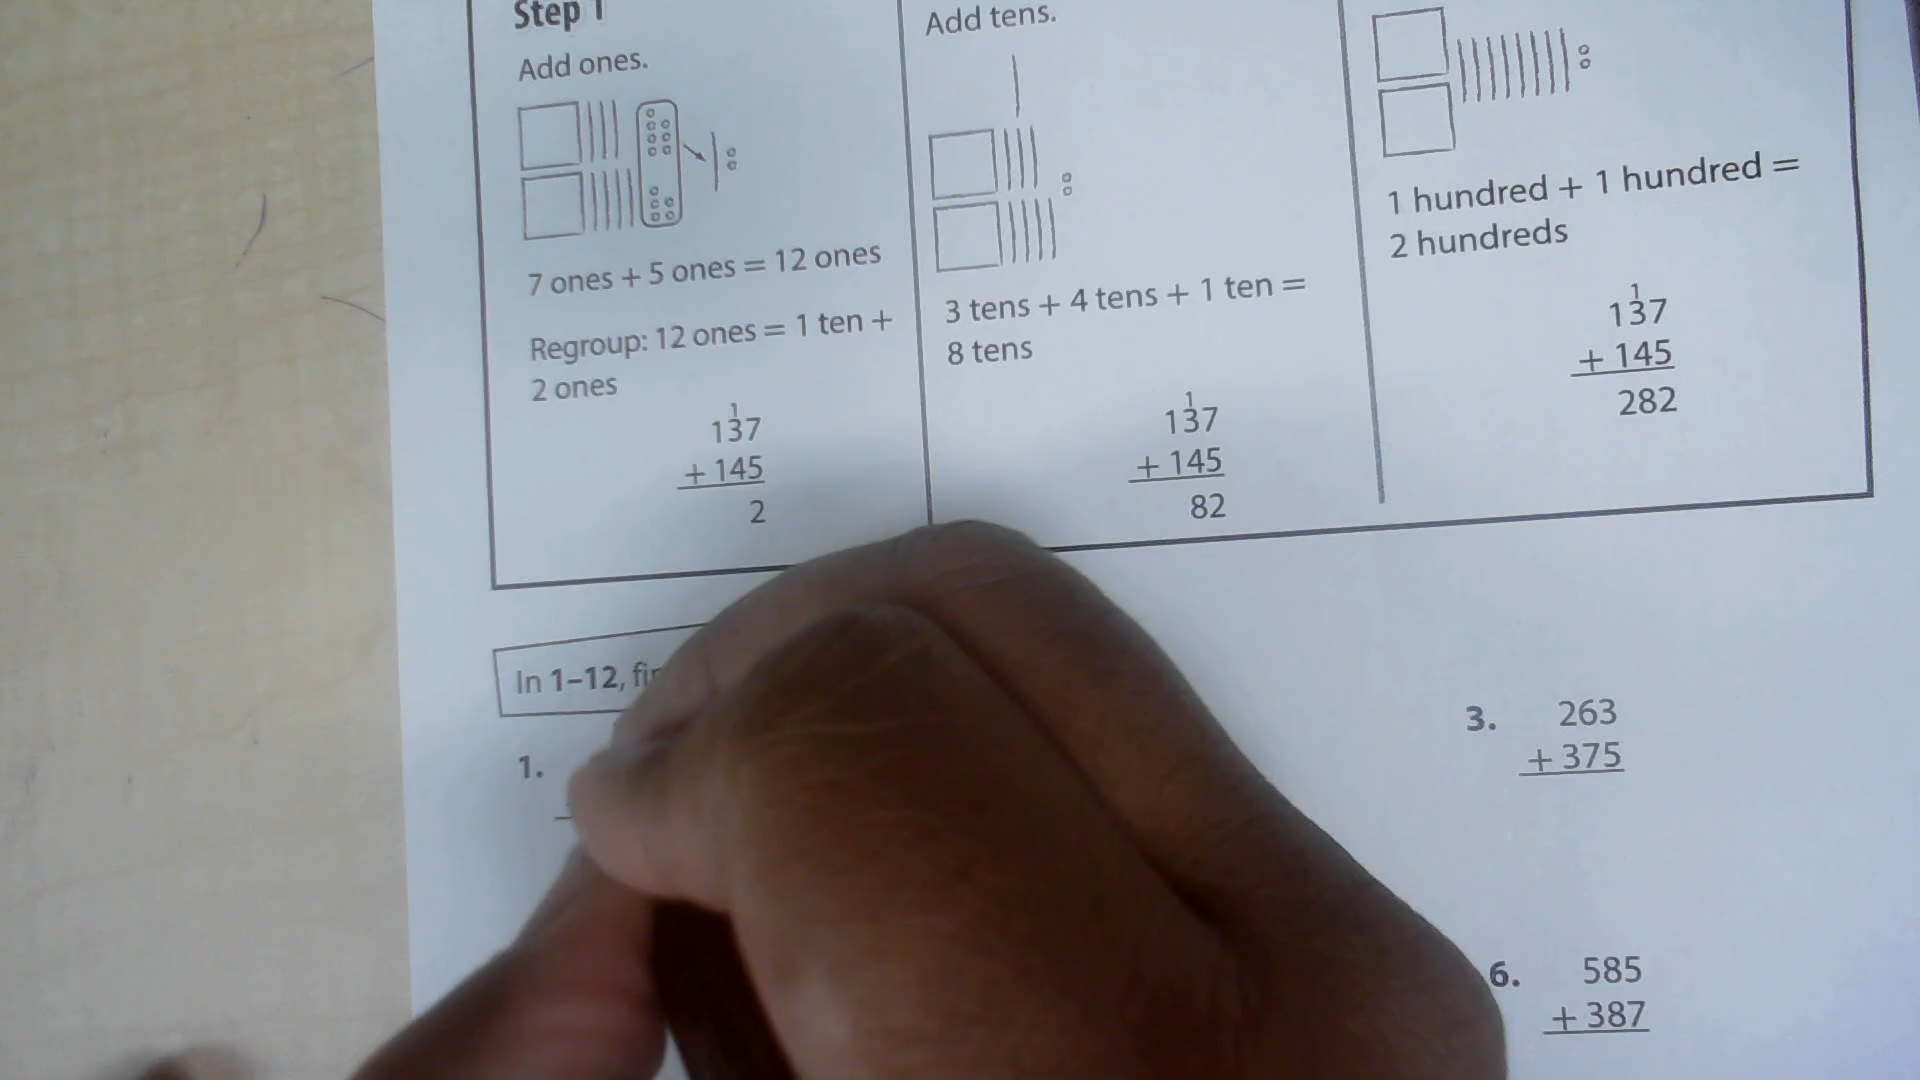 Step 1
Add ones.
7 ones + 5 ones = 12 ones
Regroup: 12 ones = 1 ten +
2 ones
1
137
+ 145
2
Add tens.
3 tens + 4 tens + 1 ten =
8 tens
1
137
+ 145
82
1 hundred + 1 hundred =
2 hundreds
1
137
+ 145
282
In 1–12,
1.
3. 263
+ 375
6. 585
+ 387